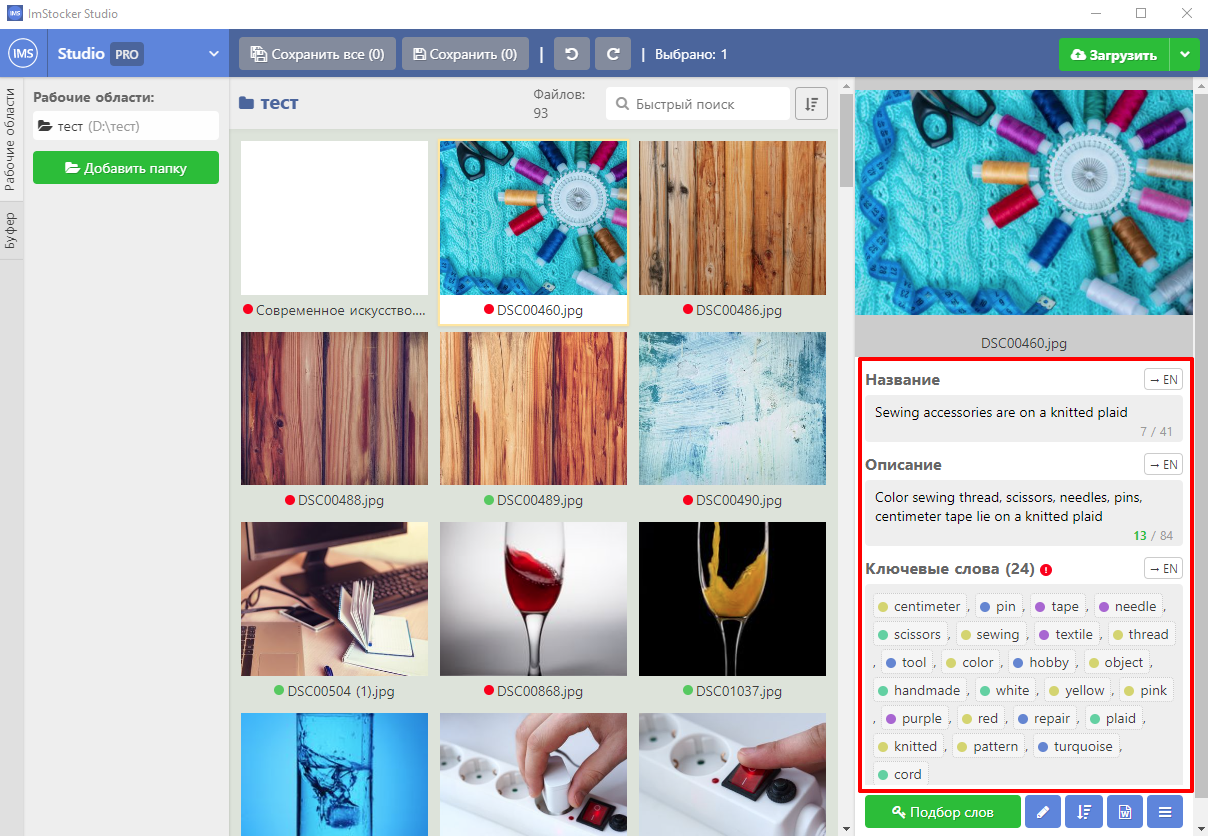 ImStocker Studio
IMS
Studio PRO
Сохранить все (0)
Сохранить (0)
|
| Выбрано: 1
Загрузить
Рабочие области
Буфер
Рабочие области:
тест (D:\тест)
Добавить папку
тест
Файлов:
93
Быстрый поиск
Современное искусство....
DSC00460.jpg
DSC00486.jpg
DSC00488.jpg
DSC00489.jpg
DSC00490.jpg
DSC00504 (1).jpg
DSC00868.jpg
DSC01037.jpg
DSC00460.jpg
Название → EN
Sewing accessories are on a knitted plaid
7 / 41
Описание → EN
Color sewing thread, scissors, needles, pins,
centimeter tape lie on a knitted plaid
13 / 84
Ключевые слова (24) → EN
centimeter , pin , tape , needle ,
scissors , sewing , textile , thread
, tool , color , hobby , object ,
handmade , white , yellow , pink
, purple , red , repair , plaid ,
knitted , pattern , turquoise ,
cord
Подбор слов